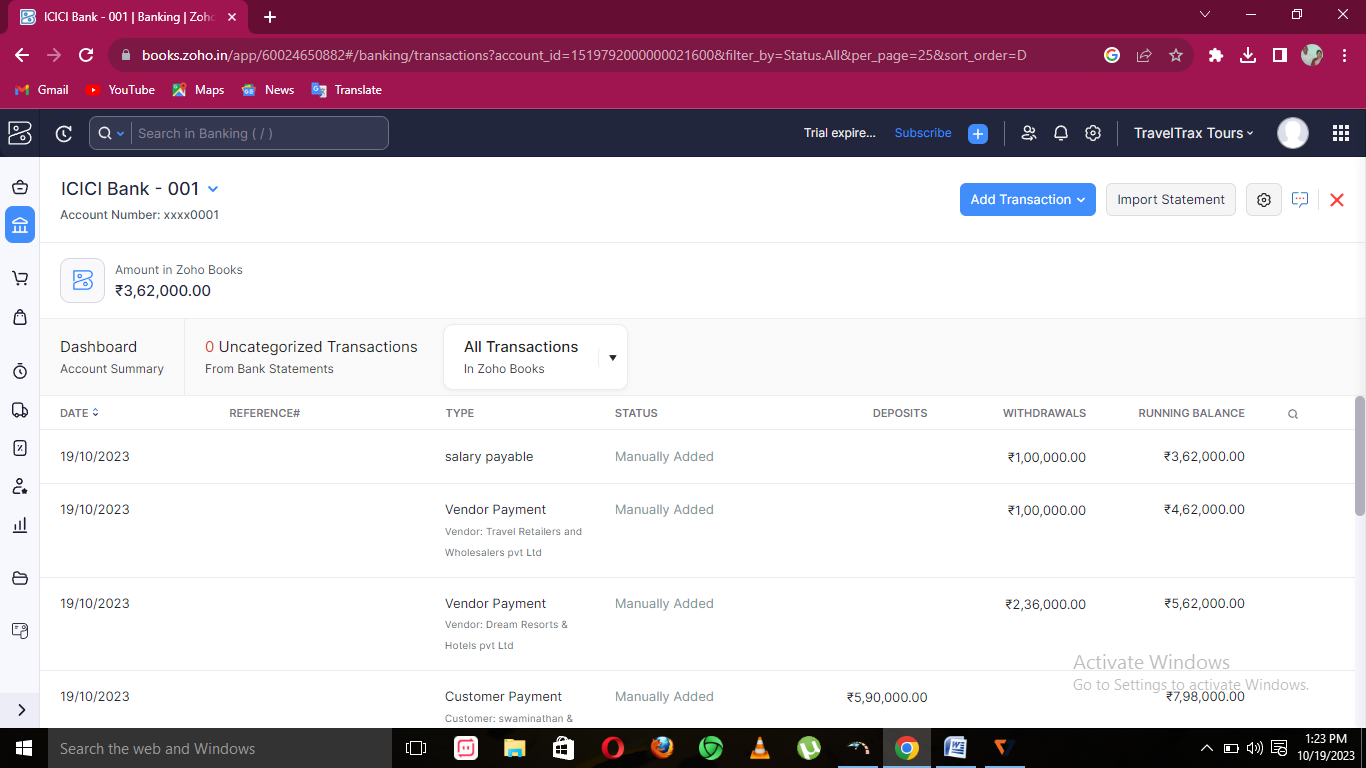 ICICI Bank - 001 | Banking | Zoh
books.zoho.in/app/60024650882#/banking/transactions?account_id=1519792000000021600&filter_by=Status.All&per_page=25&sort_order=D
Gmail YouTube Maps News Translate
Search in Banking ( / ) Trial expire... Subscribe TravelTrax Tours
ICICI Bank - 001
Account Number: xxxx0001
Add Transaction Import Statement
Amount in Zoho Books
₹3,62,000.00
Dashboard
Account Summary
0 Uncategorized Transactions
From Bank Statements
All Transactions
In Zoho Books
DATE REFERENCE# TYPE STATUS DEPOSITS WITHDRAWALS RUNNING BALANCE
19/10/2023 salary payable Manually Added ₹1,00,000.00 ₹3,62,000.00
19/10/2023 Vendor Payment Manually Added ₹1,00,000.00 ₹4,62,000.00
Vendor: Travel Retailers and
Wholesalers pvt Ltd
19/10/2023 Vendor Payment Manually Added ₹2,36,000.00 ₹5,62,000.00
Vendor: Dream Resorts &
Hotels pvt Ltd
Activate Windows
Go to Settings to activate Windows.
19/10/2023 Customer Payment Manually Added ₹5,90,000.00 ₹7,98,000.00
Customer: swaminathan &
Search the web and Windows
1:23 PM
10/19/2023